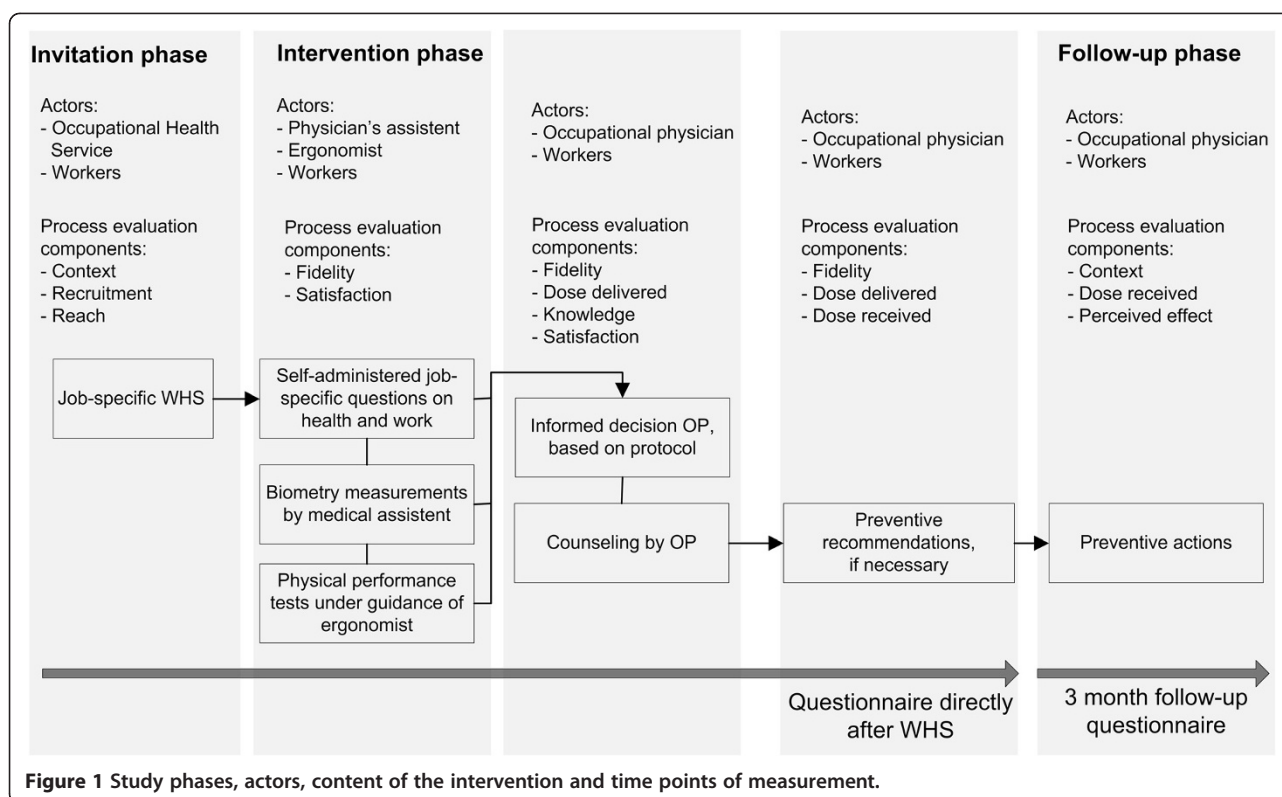 Invitation phase
Actors:
- Occupational Health
Service
- Workers
Process evaluation
components:
- Context
- Recruitment
- Reach
Job-specific WHS
Intervention phase
Actors:
- Physician's assistent
- Ergonomist
- Workers
Process evaluation
components:
- Fidelity
- Satisfaction
Self-administered job-
specific questions on
health and work
Biometry measurements
by medical assistent
Physical performance
tests under guidance of
ergonomist
Actors:
- Occupational physician
- Workers
Process evaluation
components:
- Fidelity
- Dose delivered
- Knowledge
- Satisfaction
Informed decision OP,
based on protocol
Counseling by OP
Actors:
- Occupational physician
- Workers
Process evaluation
components:
- Fidelity
- Dose delivered
- Dose received
Preventive
recommendations,
if necessary
Follow-up phase
Actors:
- Occupational physician
- Workers
Process evaluation
components:
- Context
- Dose received
- Perceived effect
Preventive actions
Questionnaire directly
after WHS
3 month follow-up
questionnaire
Figure 1 Study phases, actors, content of the intervention and time points of measurement.